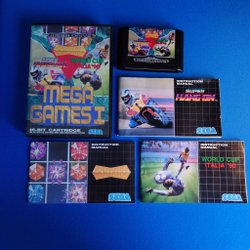 MEGA
GAMES I
16-BIT CARTRIDGE
SEGA
INSTRUCTION
MANUAL
SUPER
HANG-ON
SEGA
INSTRUCTION
MANUAL
SEGA
INSTRUCTION
MANUAL
WORLD CUP
ITALIA '90
SEGA